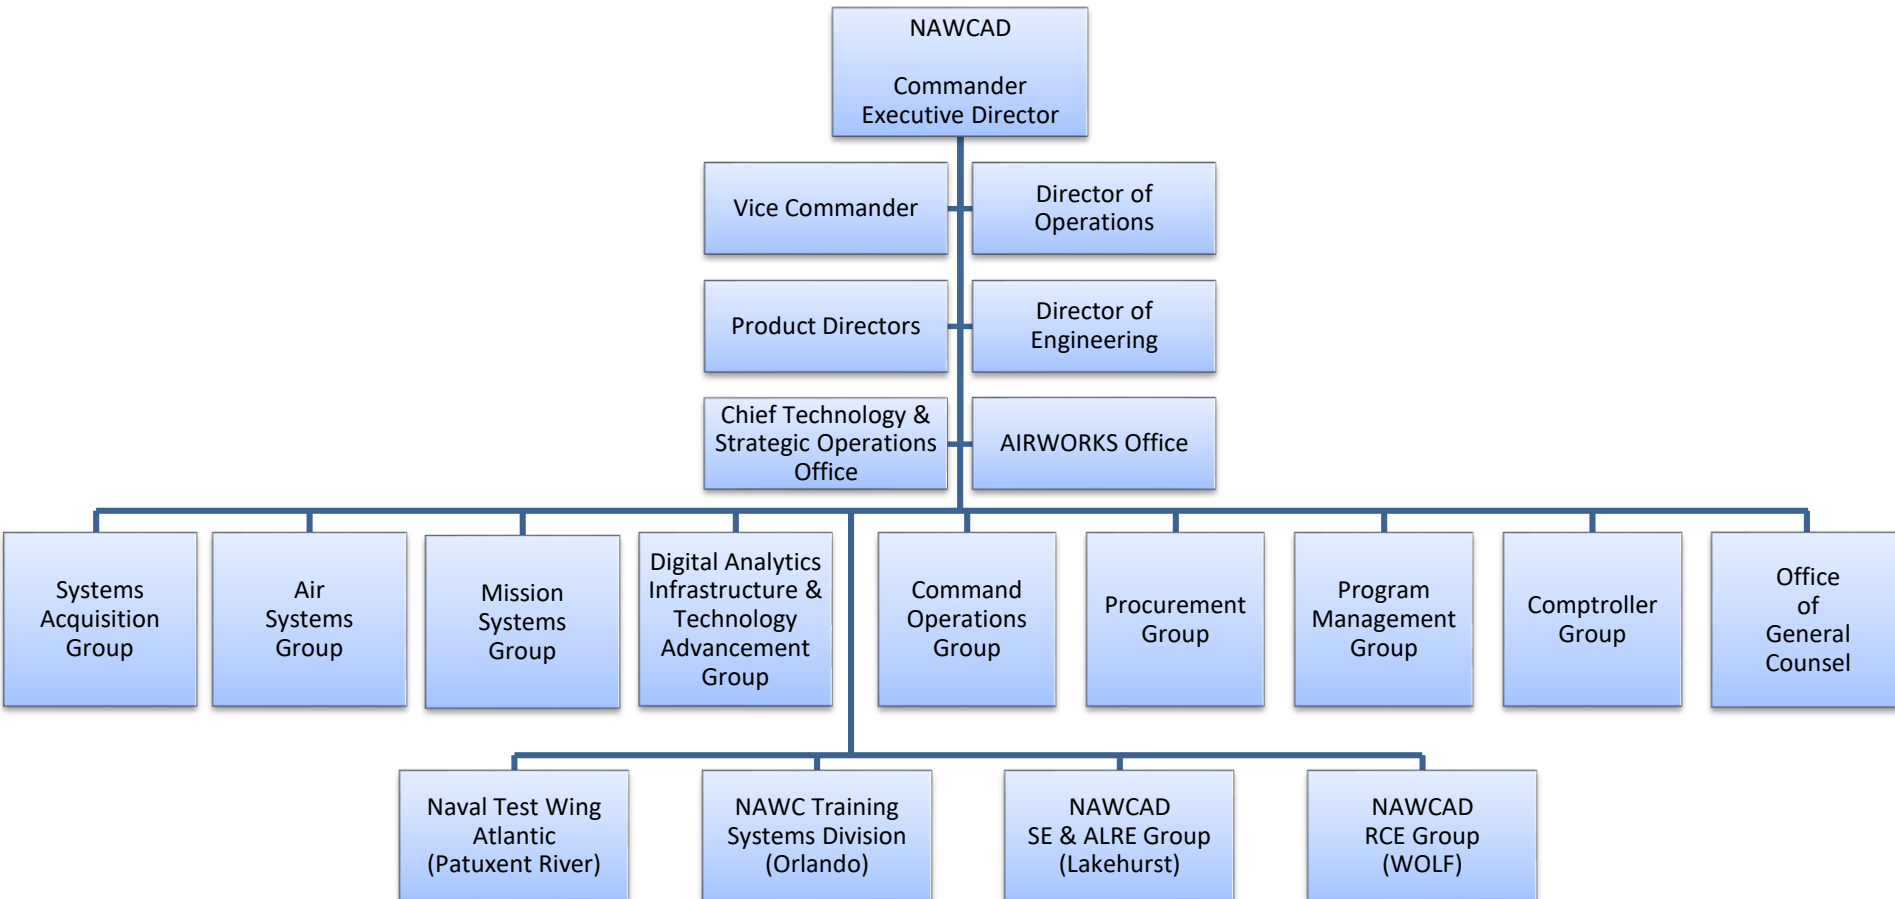 NAWCAD
Commander
Executive Director
Vice Commander
Director of
Operations
Product Directors
Director of
Engineering
Chief Technology &
Strategic Operations
Office
AIRWORKS Office
Systems
Acquisition
Group
Air
Systems
Group
Mission
Systems
Group
Digital Analytics
Infrastructure &
Technology
Advancement
Group
Command
Operations
Group
Procurement
Group
Program
Management
Group
Comptroller
Group
Office
of
General
Counsel
Naval Test Wing
Atlantic
(Patuxent River)
NAWC Training
Systems Division
(Orlando)
NAWCAD
SE & ALRE Group
(Lakehurst)
NAWCAD
RCE Group
(WOLF)